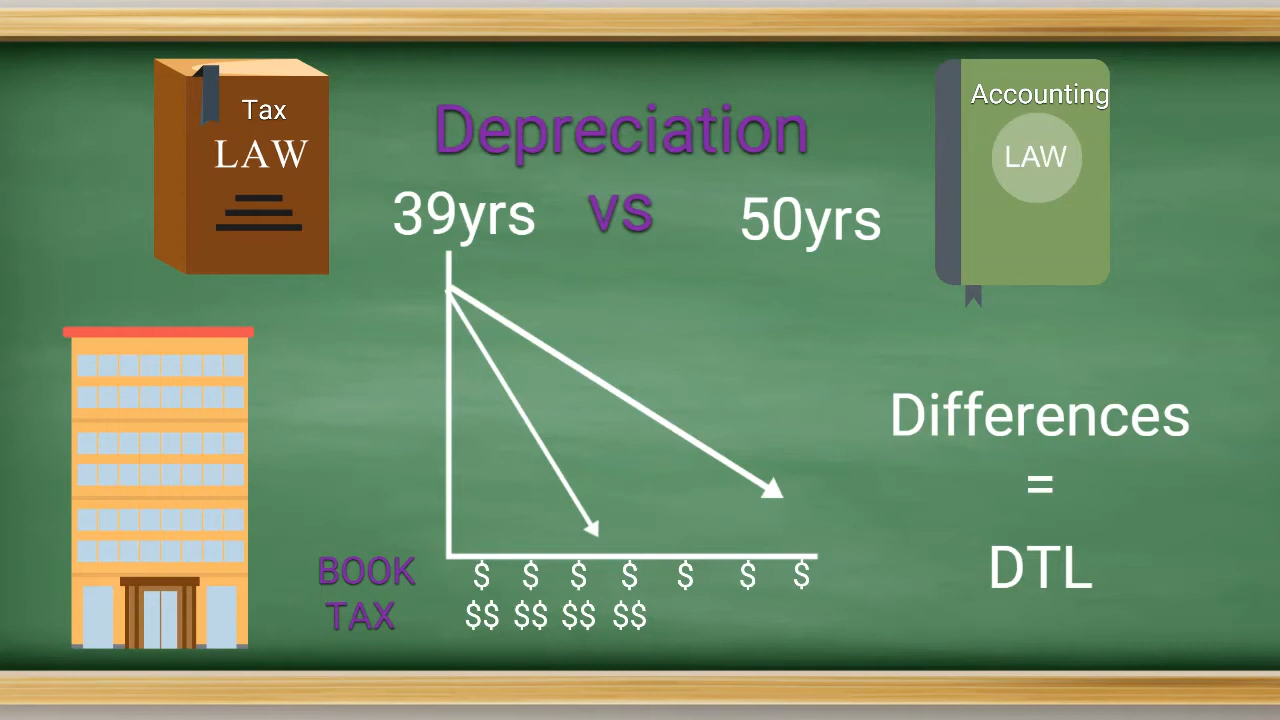 Tax
LAW
Depreciation
39yrs vs 50yrs
Accounting
LAW
Differences
=
DTL
BOOK $ $ $ $ $ $ $
TAX $$ $$ $$ $$